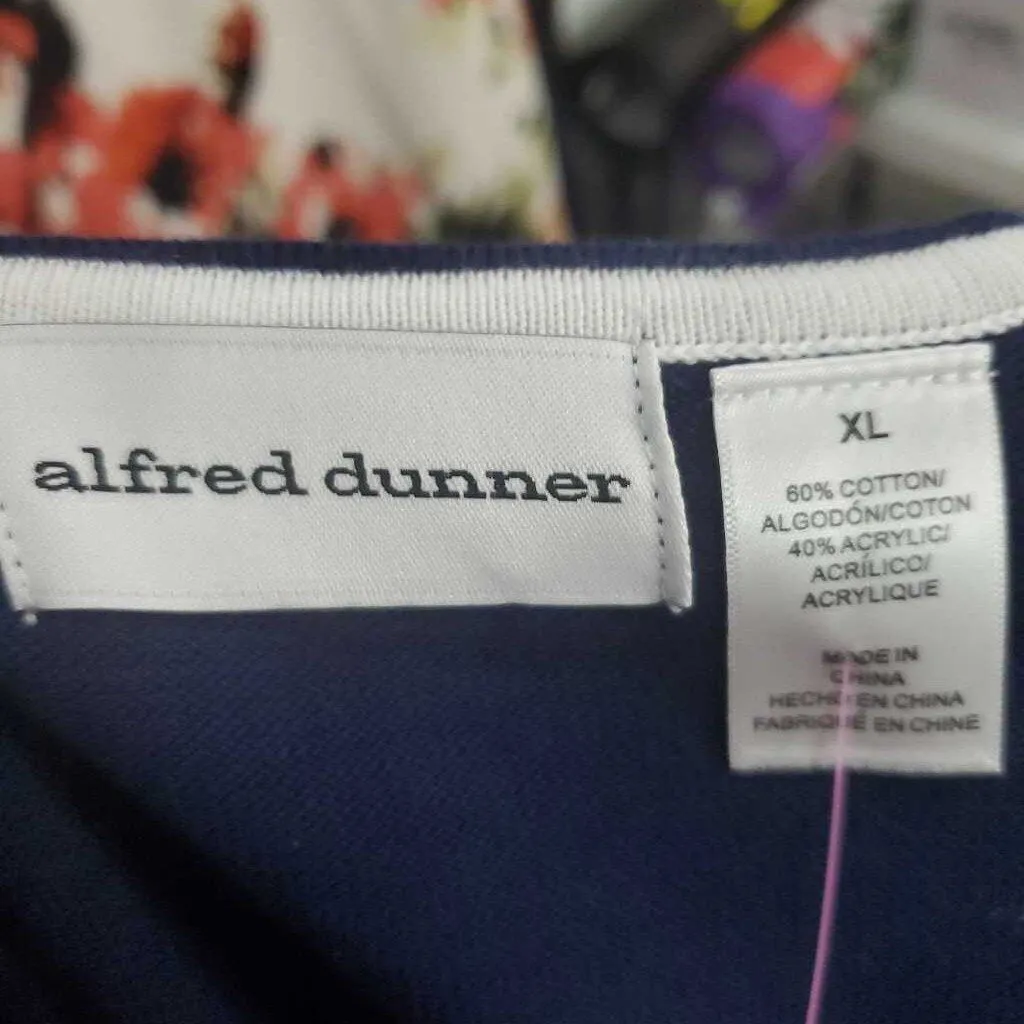 alfred dunner
XL
60% COTTON/
ALGODÓN/COTON
40% ACRYLIC/
ACRÍLICO/
ACRYLIQUE
MADE IN
CHINA
HECHO EN CHINA
FABRIQUÉ EN CHINE